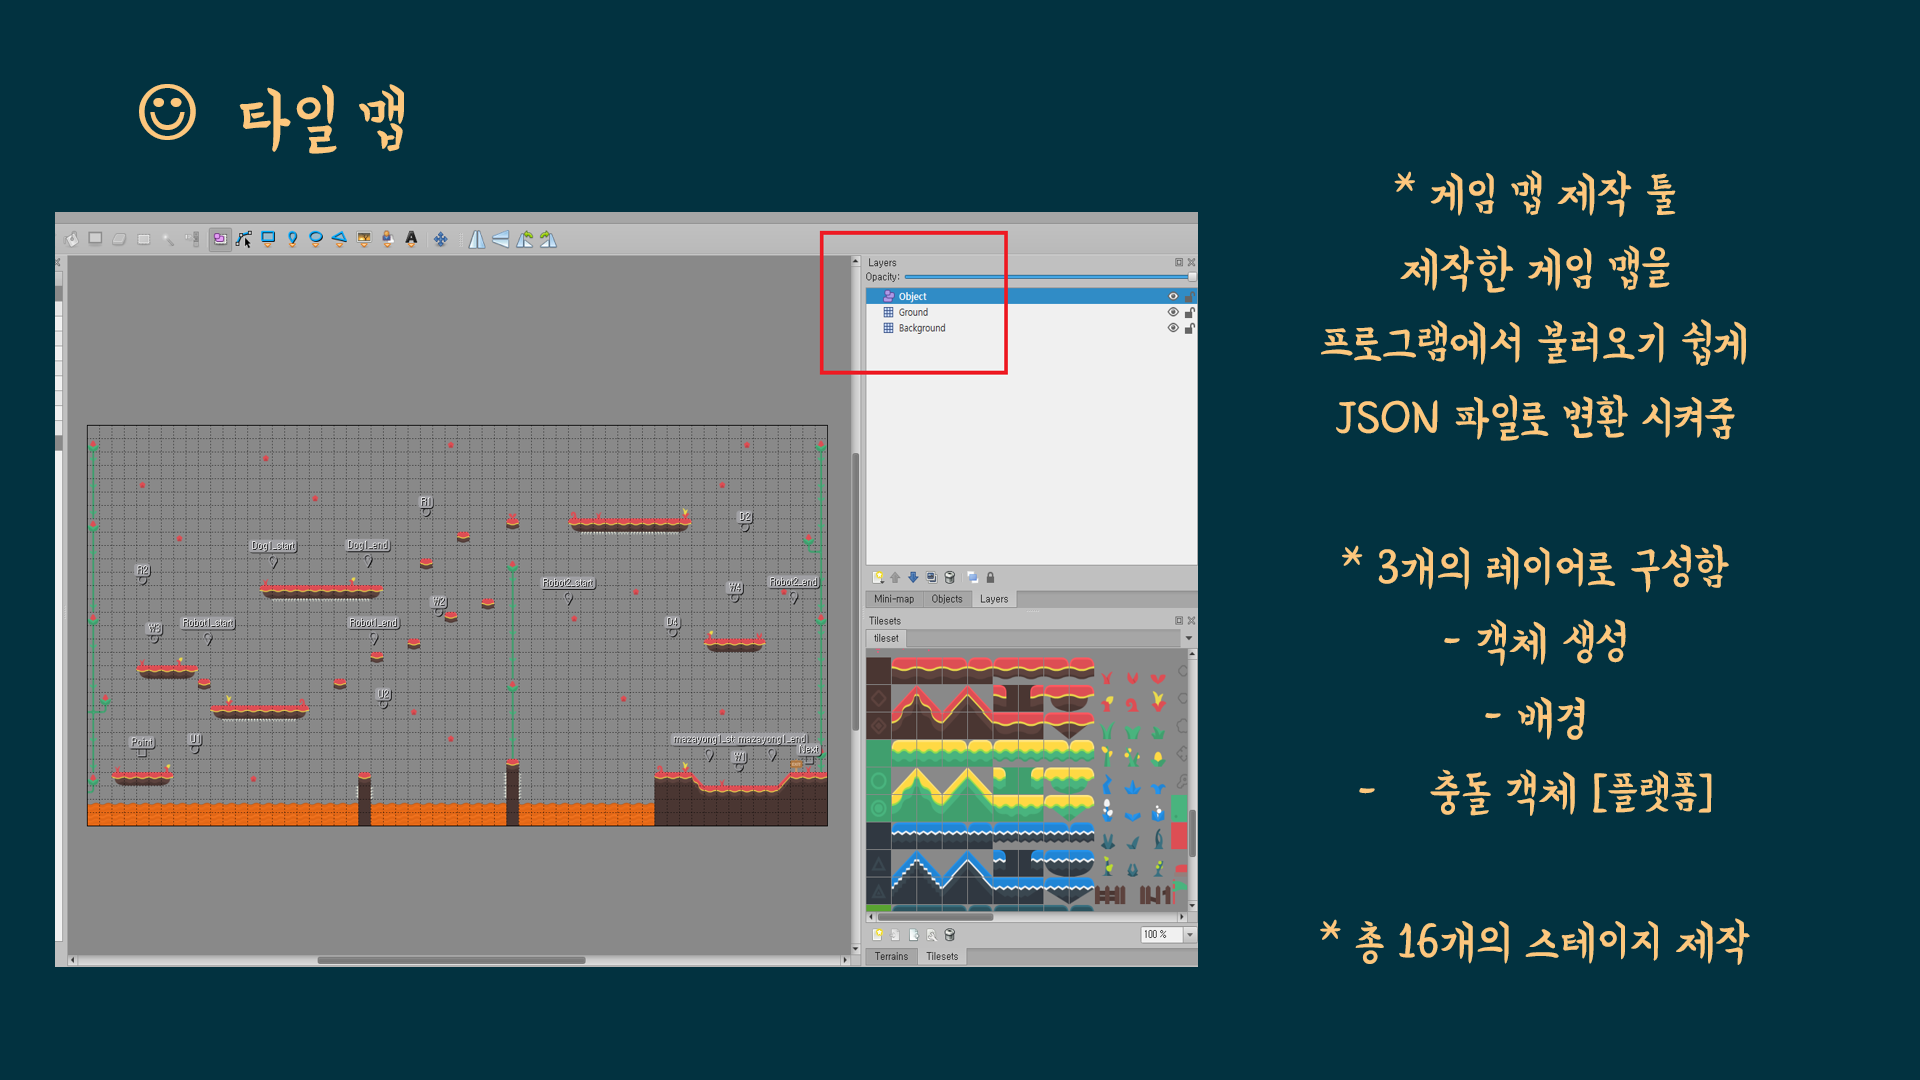 타일 맵
Layers
Opacity:
Object
Ground
Background
R1
D2
Dog1_start
Dog1_end
R2
Robot2_start
W4
Robot2_end
W2
W3
Robot1_start
Robot1_end
D4
U2
Point
U1
mazayong1_st
mazayong1_end
Next
W1
Mini-map
Objects
Layers
Tilesets
tileset
100 %
Terrains
Tilesets
* 게임 맵 제작 툴
제작한 게임 맵을
프로그램에서 불러오기 쉽게
JSON 파일로 변환 시켜줌
* 3개의 레이어로 구성함
- 객체 생성
- 배경
- 충돌 객체 [플랫폼]
* 총 16개의 스테이지 제작